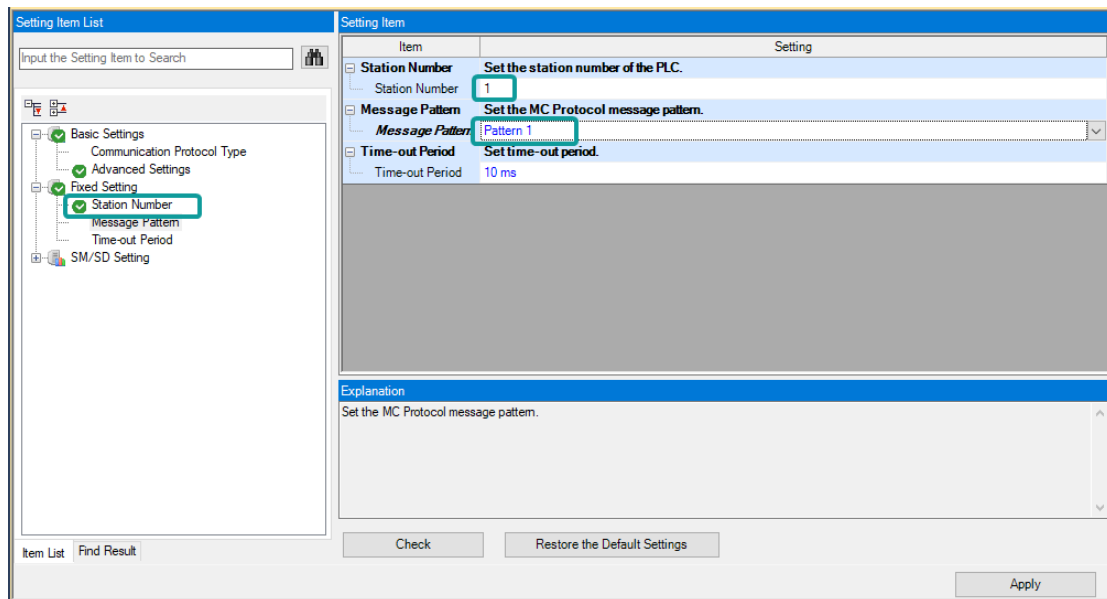 Setting Item List
Input the Setting Item to Search
Basic Settings
Communication Protocol Type
Advanced Settings
Fixed Setting
Station Number
Message Pattern
Time-out Period
SM/SD Setting
Item List Find Result
Setting Item
Item Setting
Station Number Set the station number of the PLC.
Station Number 1
Message Pattern Set the MC Protocol message pattern.
Message Pattern Pattern 1
Time-out Period Set time-out period.
Time-out Period 10 ms
Explanation
Set the MC Protocol message pattern.
Check Restore the Default Settings
Apply